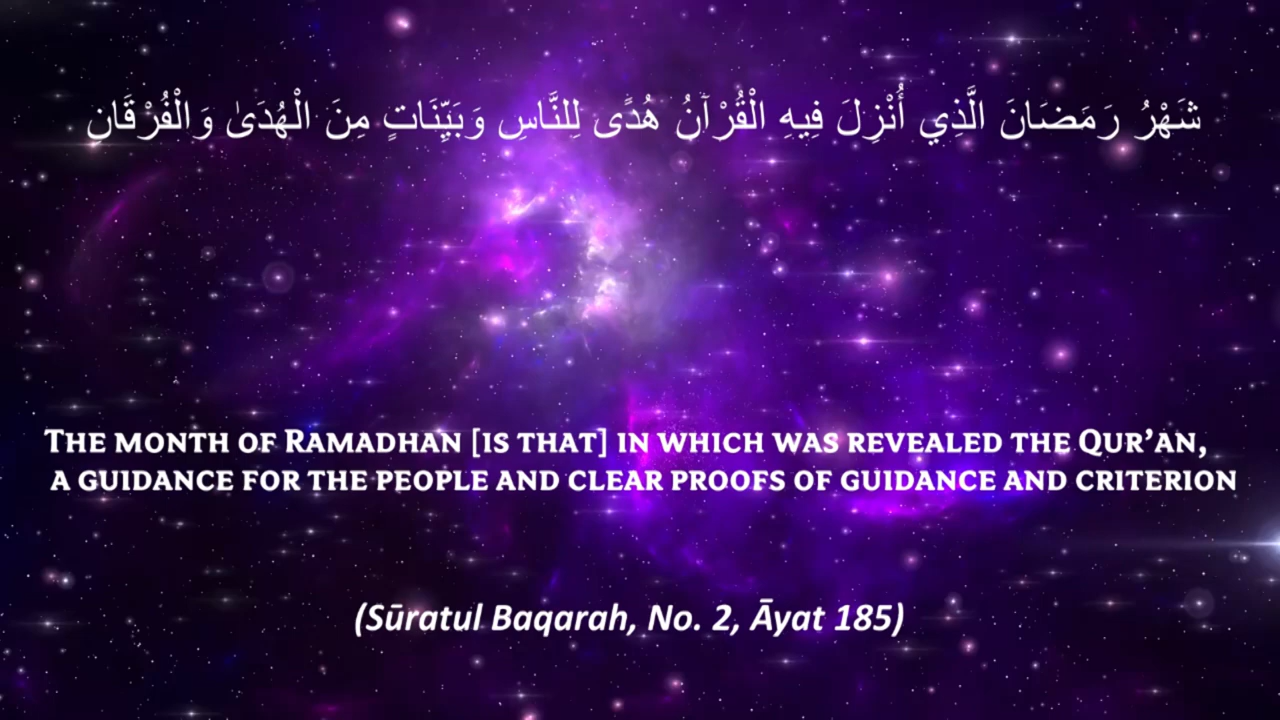 شَهْرُ رَمَضَانَ الَّذِي أُنْزِلَ فِيهِ الْقُرْآنُ هُدًى لِلنَّاسِ وَبَيِّنَاتٍ مِنَ الْهُدَىٰ وَالْفُرْقَانِ
The month of Ramadhan [is that] in which was revealed the Qur’an,
a guidance for the people and clear proofs of guidance and criterion
(Sūratul Baqarah, No. 2, Āyat 185)